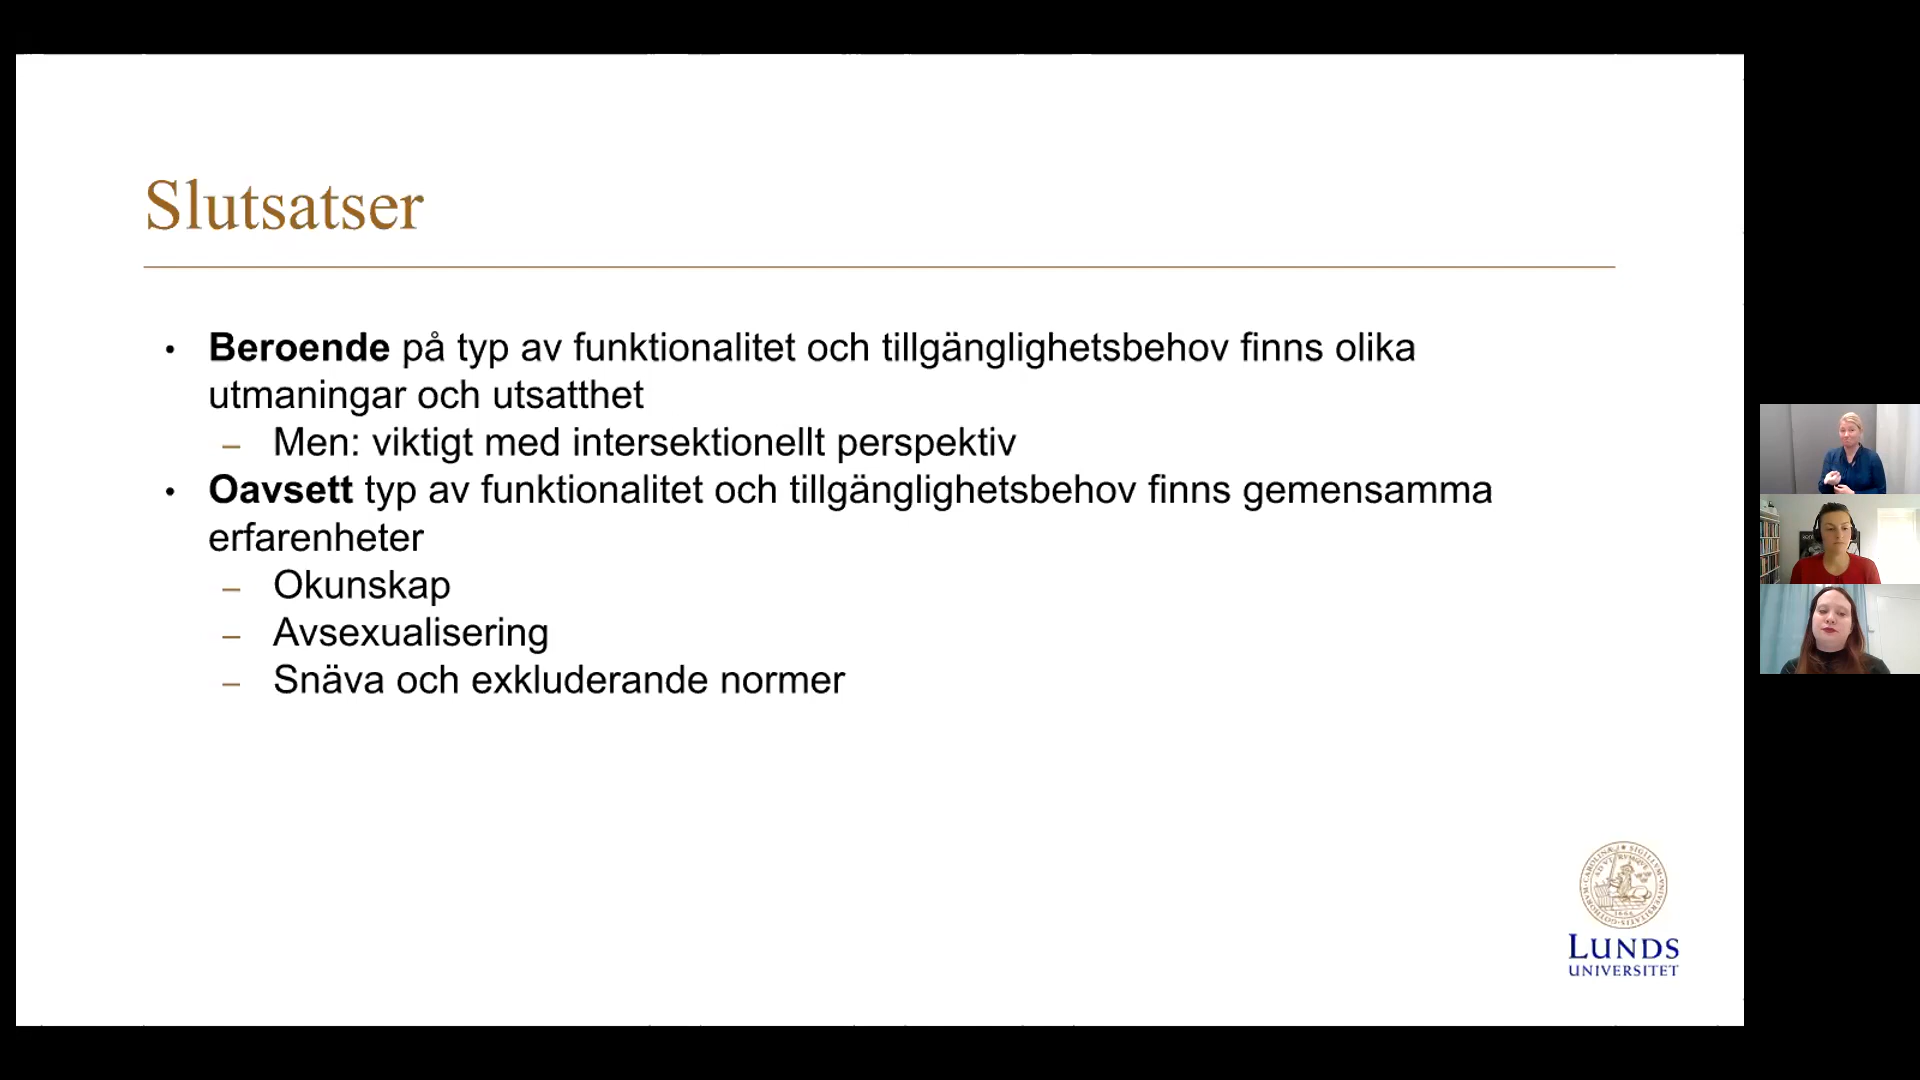 Slutsatser
• Beroende på typ av funktionalitet och tillgänglighetsbehov finns olika
utmaningar och utsatthet
– Men: viktigt med intersektionellt perspektiv
• Oavsett typ av funktionalitet och tillgänglighetsbehov finns gemensamma
erfarenheter
– Okunskap
– Avsexualisering
– Snäva och exkluderande normer
LUNDS
UNIVERSITET